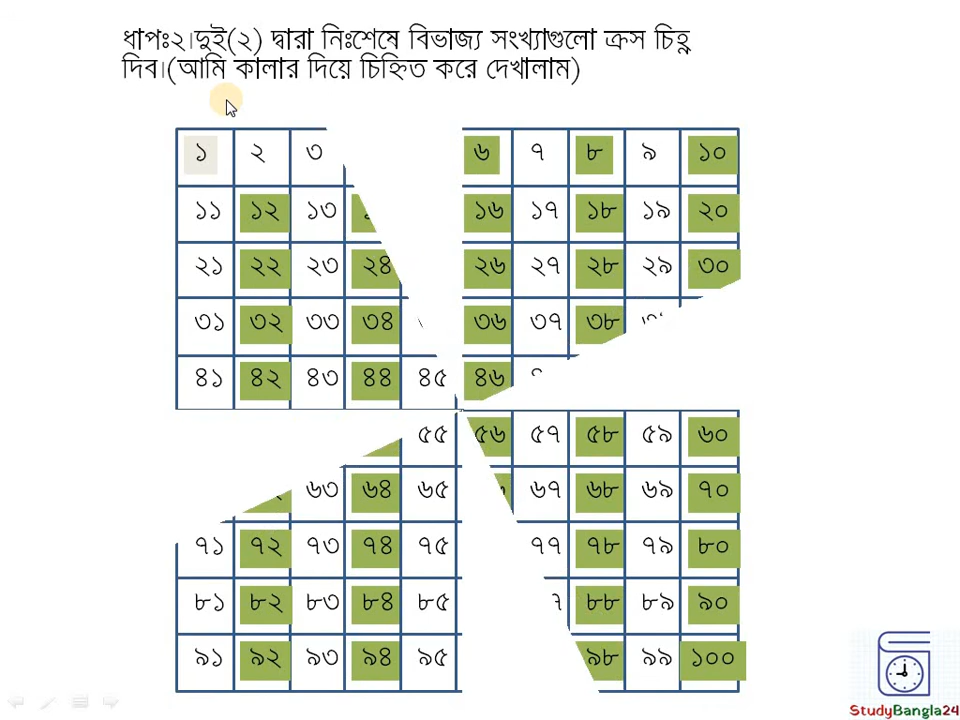 ধাপঃ২।দুই(২) দ্বারা নিঃশেষে বিভাজ্য সংখ্যাগুলো ক্রস চিহ্ণ
দিব।(আমি কালার দিয়ে চিহ্নিত করে দেখালাম)
১ ২ ৩ ৬ ৭ ৮ ৯ ১০
১১ ১২ ১৩ ১৬ ১৭ ১৮ ১৯ ২০
২১ ২২ ২৩ ২৪ ২৬ ২৭ ২৮ ২৯ ৩০
৩১ ৩২ ৩৩ ৩৪ ৩৬ ৩৭ ৩৮
৪১ ৪২ ৪৩ ৪৪ ৪৫ ৪৬
৫৫ ৫৬ ৫৭ ৫৮ ৫৯ ৬০
৬৩ ৬৪ ৬৫ ৬৭ ৬৮ ৬৯ ৭০
৭১ ৭২ ৭৩ ৭৪ ৭৫ ৭৭ ৭৮ ৭৯ ৮০
৮১ ৮২ ৮৩ ৮৪ ৮৫ ৮৮ ৮৯ ৯০
৯১ ৯২ ৯৩ ৯৪ ৯৫ ৯৮ ৯৯ ১০০
StudyBangla24